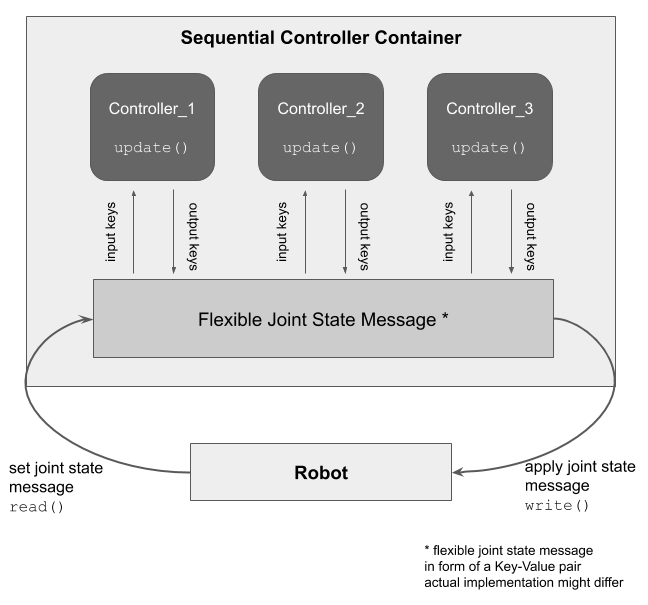 Sequential Controller Container
Controller_1
update()
Controller_2
update()
Controller_3
update()
input keys
output keys
input keys
output keys
input keys
output keys
Flexible Joint State Message *
set joint state
message
read()
Robot
apply joint state
message
write()
* flexible joint state message
in form of a Key-Value pair
actual implementation might differ